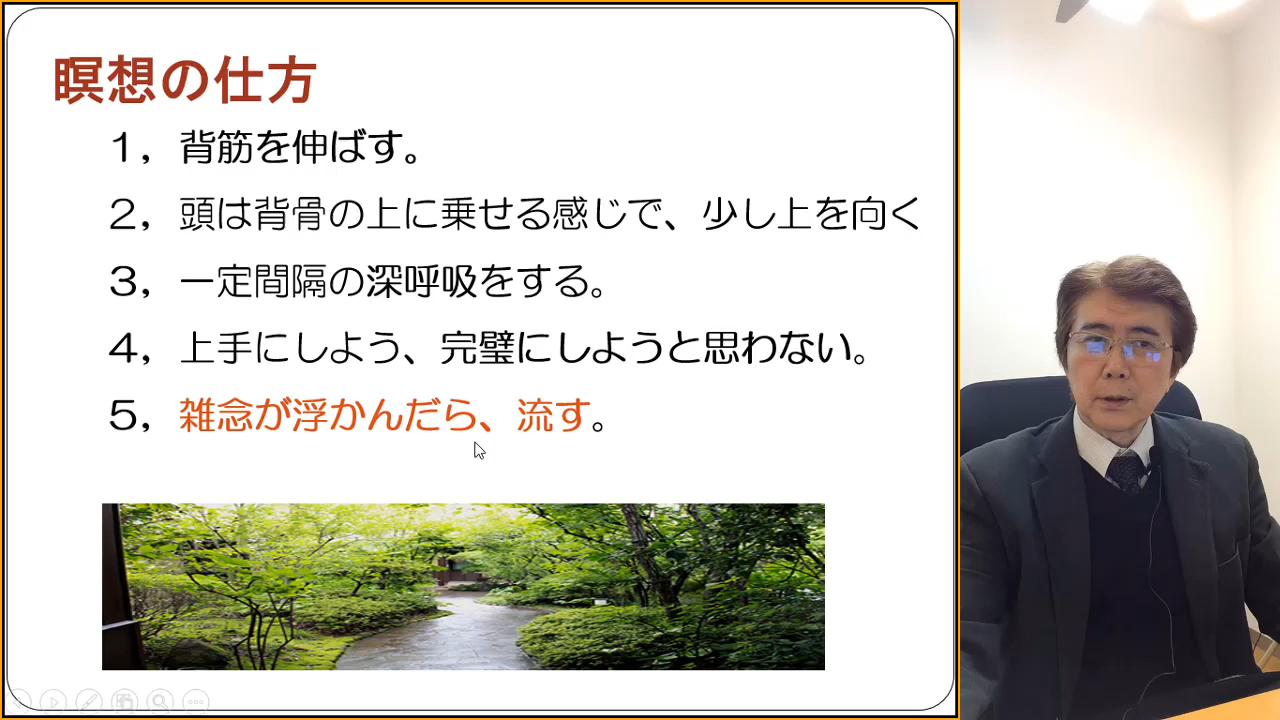 瞑想の仕方
１，背筋を伸ばす。
２，頭は背骨の上に乗せる感じで、少し上を向く
３，一定間隔の深呼吸をする。
４，上手にしよう、完璧にしようと思わない。
５，雑念が浮かんだら、流す。